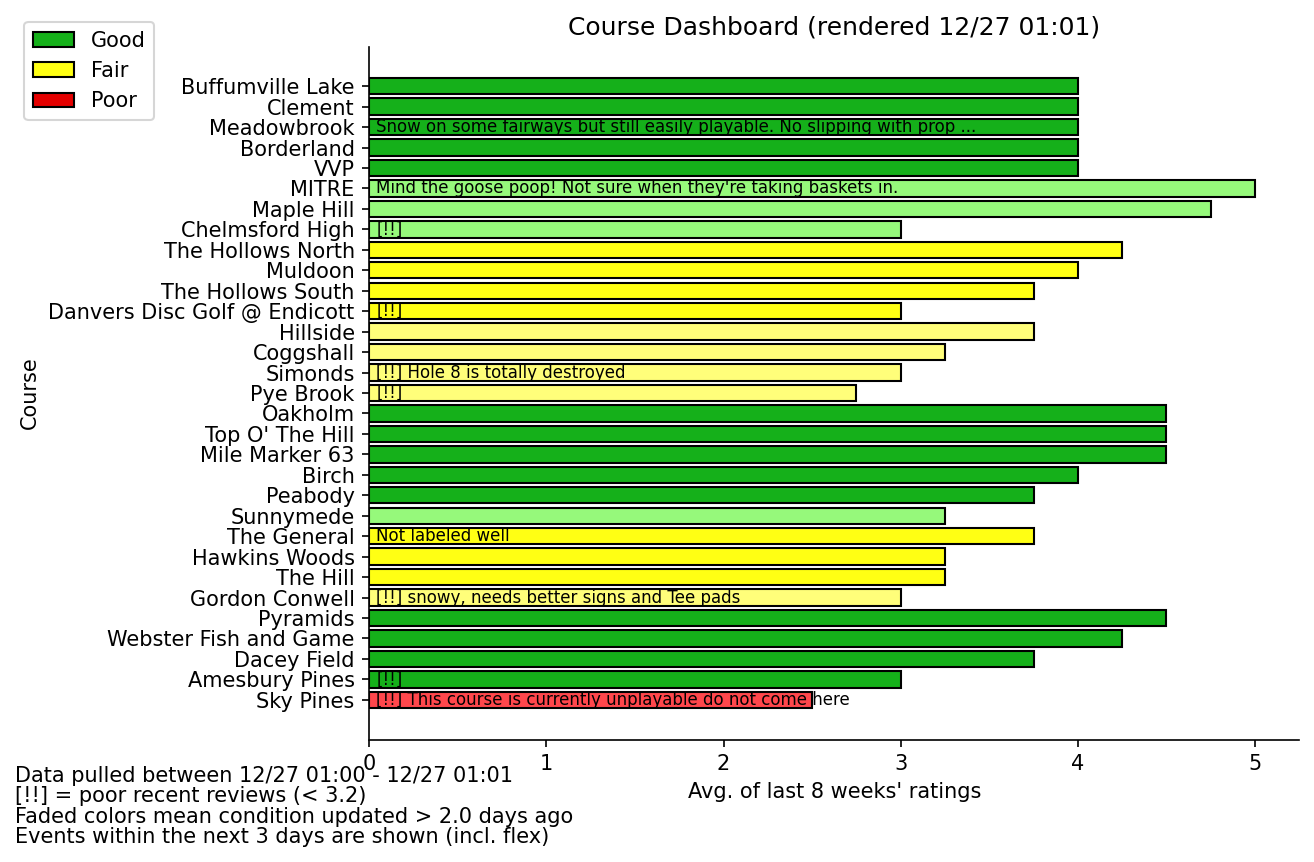 Course Dashboard (rendered 12/27 01:01)
Good
Fair
Poor
Buffumville Lake
Clement
Meadowbrook Snow on some fairways but still easily playable. No slipping with prop ...
Borderland
VVP
MITRE Mind the goose poop! Not sure when they're taking baskets in.
Maple Hill
Chelmsford High [!!]
The Hollows North
Muldoon
The Hollows South
Danvers Disc Golf @ Endicott [!!]
Hillside
Coggshall
Simonds [!!] Hole 8 is totally destroyed
Pye Brook [!!]
Oakholm
Top O' The Hill
Mile Marker 63
Birch
Peabody
Sunnymede
The General Not labeled well
Hawkins Woods
The Hill
Gordon Conwell [!!] snowy, needs better signs and Tee pads
Pyramids
Webster Fish and Game
Dacey Field
Amesbury Pines [!!]
Sky Pines [!!] This course is currently unplayable do not come here
Course
0 1 2 3 4 5
Avg. of last 8 weeks' ratings
Data pulled between 12/27 01:00 - 12/27 01:01
[!!] = poor recent reviews (< 3.2)
Faded colors mean condition updated > 2.0 days ago
Events within the next 3 days are shown (incl. flex)